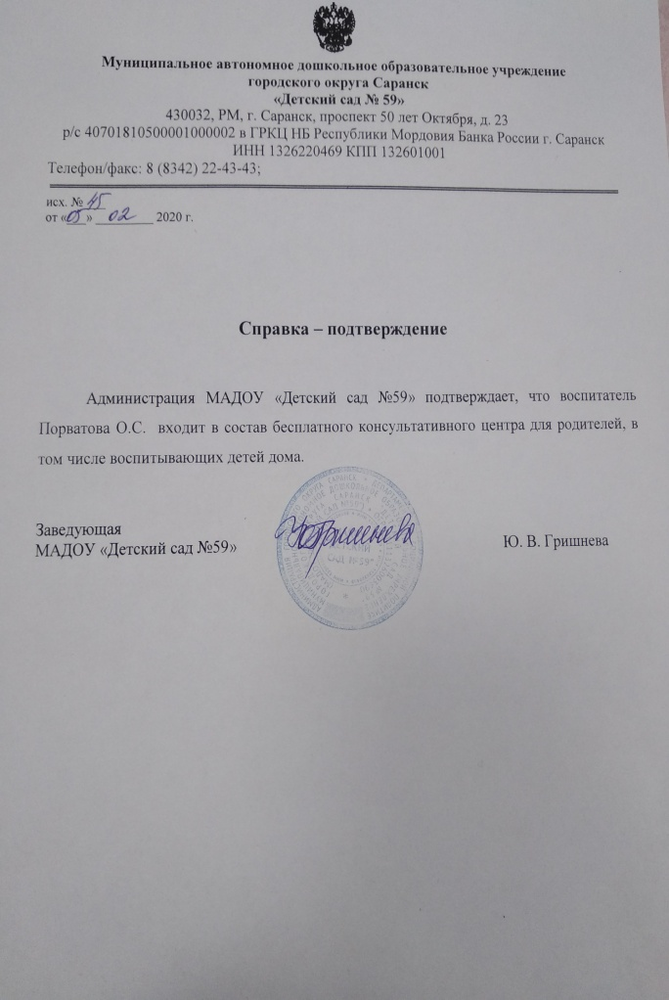 Муниципальное автономное дошкольное образовательное учреждение
городского округа Саранск
«Детский сад № 59»
430032, РМ, г. Саранск, проспект 50 лет Октября, д. 23
р/с 40701810500001000002 в ГРКЦ НБ Республики Мордовия Банка России г. Саранск
ИНН 1326220469 КПП 132601001
Телефон/факс: 8 (8342) 22-43-43;
исх. № 45
от «05» 02 2020 г.
Справка – подтверждение
Администрация МАДОУ «Детский сад №59» подтверждает, что воспитатель
Порватова О.С. входит в состав бесплатного консультативного центра для родителей, в
том числе воспитывающих детей дома.
Заведующая
МАДОУ «Детский сад №59»
Ю. В. Гришнева